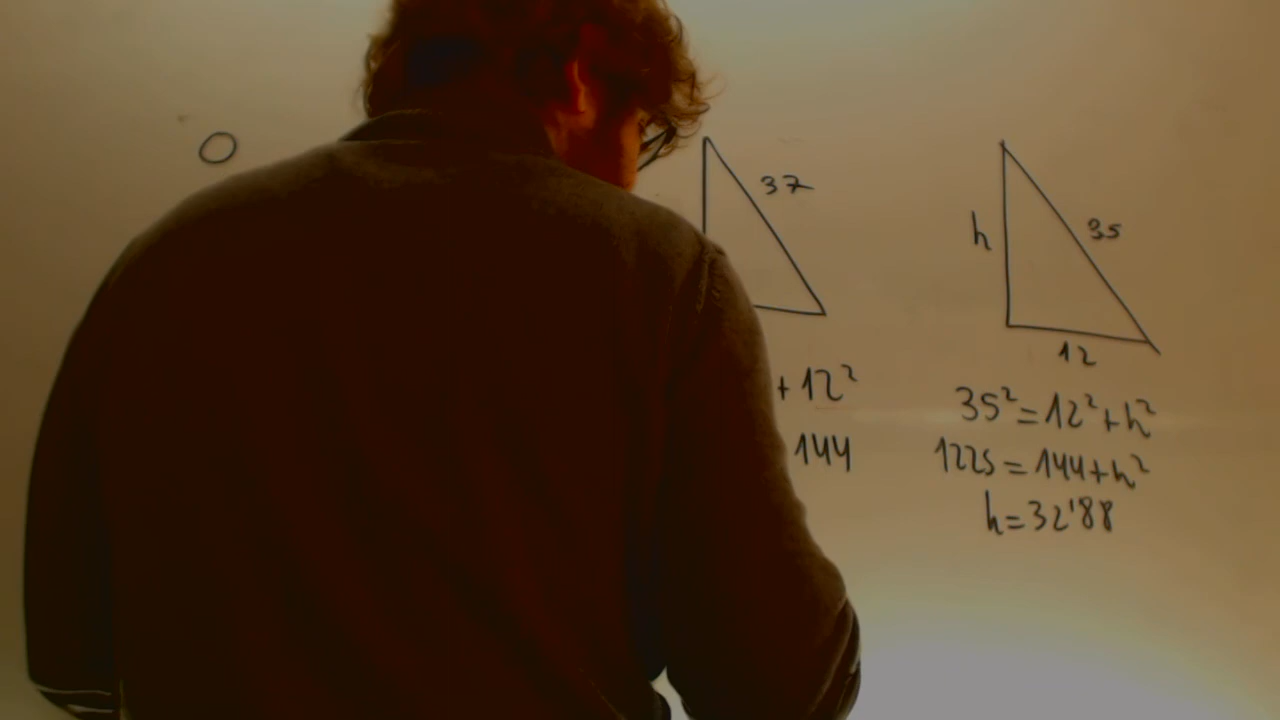 O
37
+ 12²
144
h
35
12
35² = 12² + h²
1225 = 144 + h²
h = 32'88